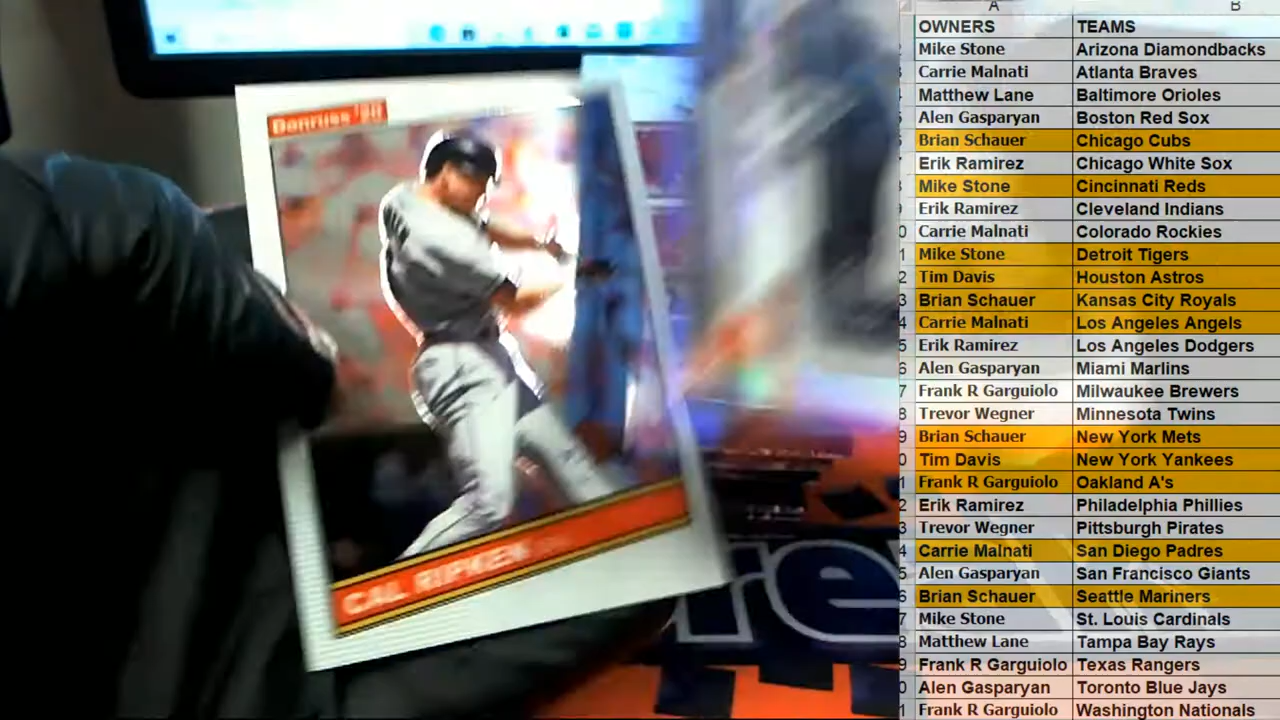 Donruss '86
CAL RIPKEN
re
A B
OWNERS TEAMS
Mike Stone Arizona Diamondbacks
Carrie Malnati Atlanta Braves
Matthew Lane Baltimore Orioles
Alen Gasparyan Boston Red Sox
Brian Schauer Chicago Cubs
Erik Ramirez Chicago White Sox
Mike Stone Cincinnati Reds
Erik Ramirez Cleveland Indians
Carrie Malnati Colorado Rockies
Mike Stone Detroit Tigers
Tim Davis Houston Astros
Brian Schauer Kansas City Royals
Carrie Malnati Los Angeles Angels
Erik Ramirez Los Angeles Dodgers
Alen Gasparyan Miami Marlins
Frank R Garguiolo Milwaukee Brewers
Trevor Wegner Minnesota Twins
Brian Schauer New York Mets
Tim Davis New York Yankees
Frank R Garguiolo Oakland A's
Erik Ramirez Philadelphia Phillies
Trevor Wegner Pittsburgh Pirates
Carrie Malnati San Diego Padres
Alen Gasparyan San Francisco Giants
Brian Schauer Seattle Mariners
Mike Stone St. Louis Cardinals
Matthew Lane Tampa Bay Rays
Frank R Garguiolo Texas Rangers
Alen Gasparyan Toronto Blue Jays
Frank R Garguiolo Washington Nationals